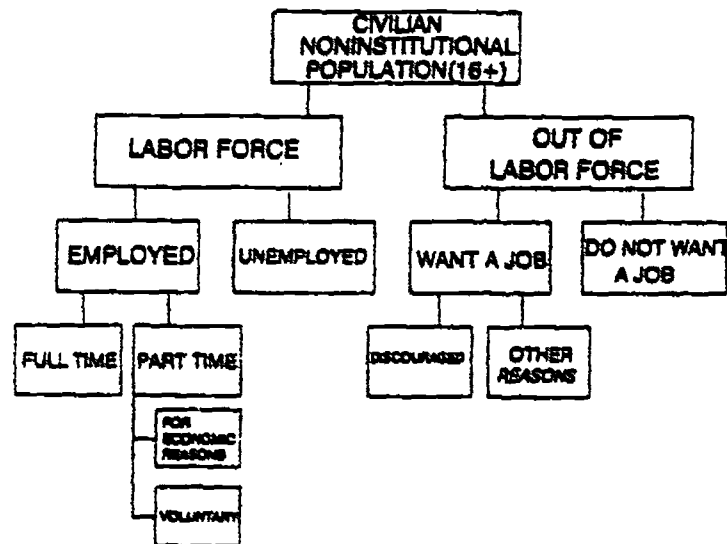 CIVILIAN
NONINSTITUTIONAL
POPULATION(16+)
LABOR FORCE
OUT OF
LABOR FORCE
EMPLOYED
UNEMPLOYED
WANT A JOB
DO NOT WANT
A JOB
FULL TIME
PART TIME
DISCOURAGED
OTHER
REASONS
FOR
ECONOMIC
REASONS
VOLUNTARY